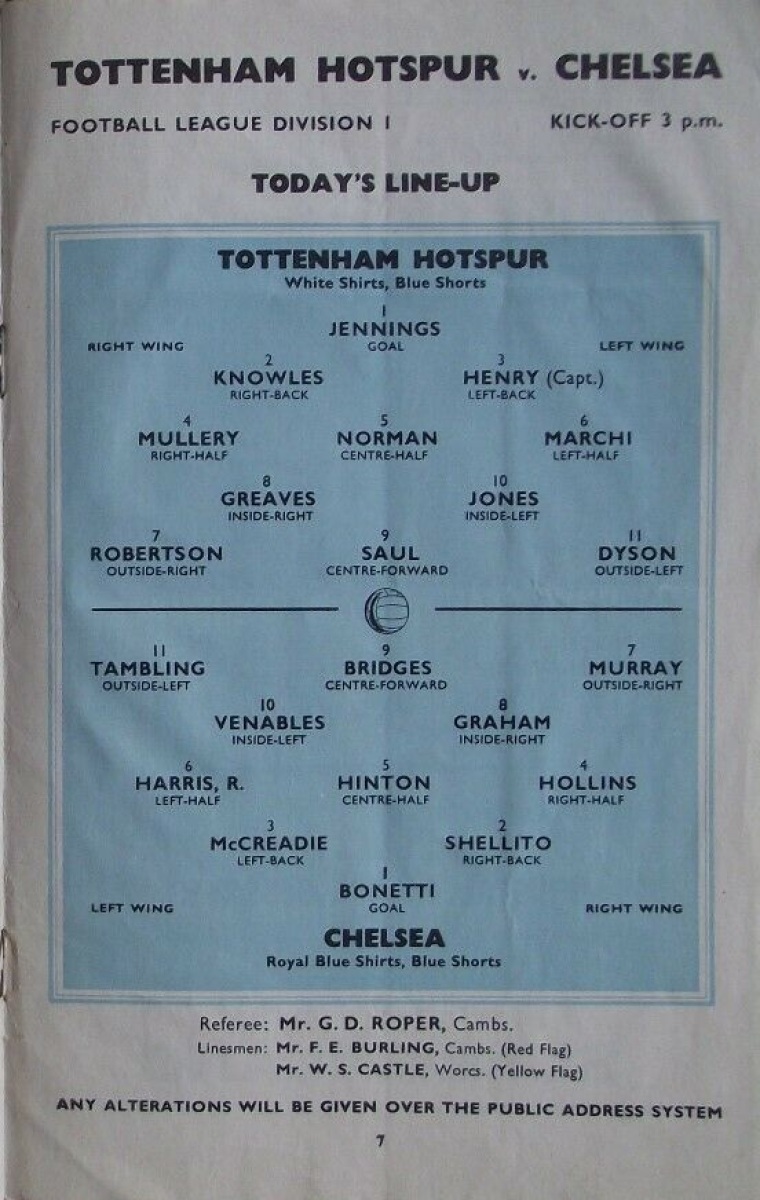 TOTTENHAM HOTSPUR v. CHELSEA
FOOTBALL LEAGUE DIVISION I KICK-OFF 3 p.m.
TODAY'S LINE-UP
TOTTENHAM HOTSPUR
White Shirts, Blue Shorts
1
JENNINGS
RIGHT WING GOAL LEFT WING
2 3
KNOWLES HENRY (Capt.)
RIGHT-BACK LEFT-BACK
4 5 6
MULLERY NORMAN MARCHI
RIGHT-HALF CENTRE-HALF LEFT-HALF
8 10
GREAVES JONES
INSIDE-RIGHT INSIDE-LEFT
7 9 11
ROBERTSON SAUL DYSON
OUTSIDE-RIGHT CENTRE-FORWARD OUTSIDE-LEFT
11 9 7
TAMBLING BRIDGES MURRAY
OUTSIDE-LEFT CENTRE-FORWARD OUTSIDE-RIGHT
10 8
VENABLES GRAHAM
INSIDE-LEFT INSIDE-RIGHT
6 5 4
HARRIS, R. HINTON HOLLINS
LEFT-HALF CENTRE-HALF RIGHT-HALF
3 2
McCREADIE SHELLITO
LEFT-BACK RIGHT-BACK
1
BONETTI
LEFT WING GOAL RIGHT WING
CHELSEA
Royal Blue Shirts, Blue Shorts
Referee: Mr. G. D. ROPER, Cambs.
Linesmen: Mr. F. E. BURLING, Cambs. (Red Flag)
Mr. W. S. CASTLE, Worcs. (Yellow Flag)
ANY ALTERATIONS WILL BE GIVEN OVER THE PUBLIC ADDRESS SYSTEM
7